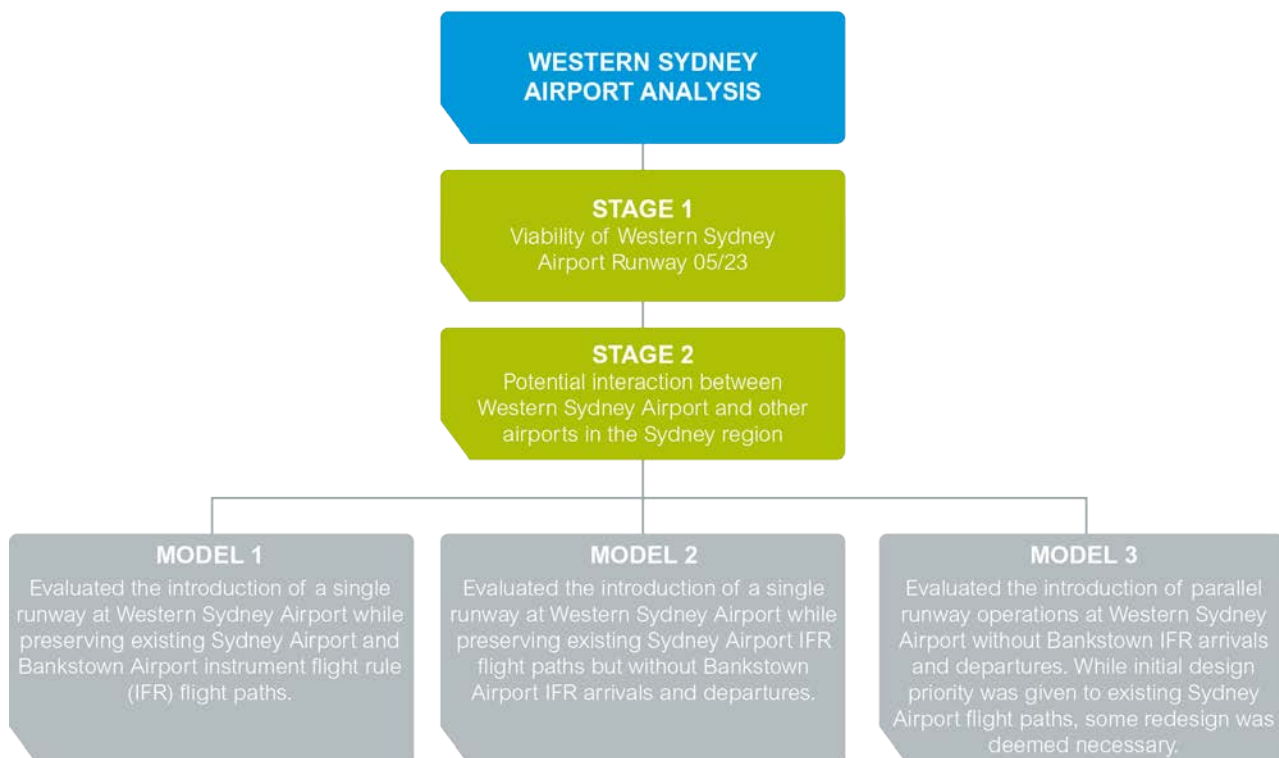 WESTERN SYDNEY
AIRPORT ANALYSIS
STAGE 1
Viability of Western Sydney
Airport Runway 05/23
STAGE 2
Potential interaction between
Western Sydney Airport and other
airports in the Sydney region
MODEL 1
Evaluated the introduction of a single
runway at Western Sydney Airport while
preserving existing Sydney Airport and
Bankstown Airport instrument flight rule
(IFR) flight paths.
MODEL 2
Evaluated the introduction of a single
runway at Western Sydney Airport while
preserving existing Sydney Airport IFR
flight paths but without Bankstown
Airport IFR arrivals and departures.
MODEL 3
Evaluated the introduction of parallel
runway operations at Western Sydney
Airport without Bankstown IFR arrivals
and departures. While initial design
priority was given to existing Sydney
Airport flight paths, some redesign was
deemed necessary.